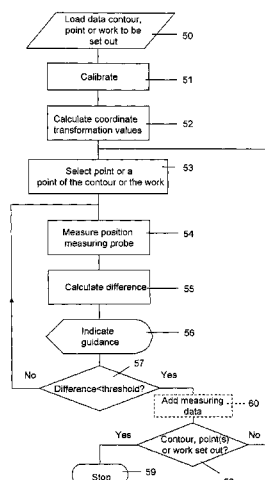 Load data contour,
point or work to be
set out
50
Calibrate
51
Calculate coordinate
transformation values
52
Select point or a
point of the contour or the work
53
Measure position
measuring probe
54
Calculate difference
55
Indicate
guidance
56
57
No
Difference<threshold?
Yes
Add measuring
data
60
Yes
Contour, point(s)
or work set out?
No
Stop
59